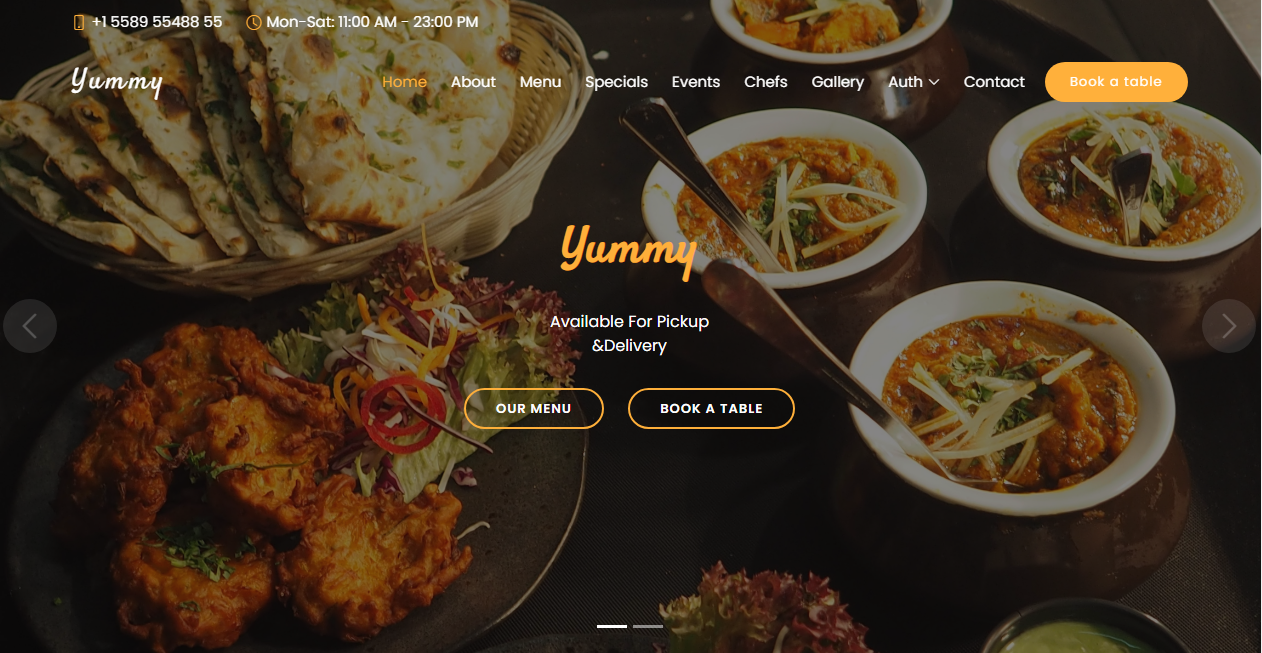 +1 5589 55488 55 Mon-Sat: 11:00 AM - 23:00 PM
Yummy Home About Menu Specials Events Chefs Gallery Auth Contact Book a table
Yummy
Available For Pickup
&Delivery
OUR MENU BOOK A TABLE